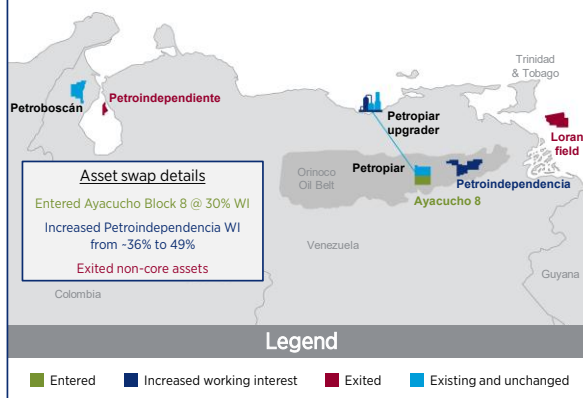 Trinidad
& Tobago
Petroboscán
Petroindependiente
Petropiar
upgrader
Loran
field
Orinoco
Oil Belt
Petropiar
Petroindependencia
Ayacucho 8
Asset swap details
Entered Ayacucho Block 8 @ 30% WI
Increased Petroindependencia WI
from ~36% to 49%
Exited non-core assets
Venezuela
Guyana
Colombia
Legend
Entered
Increased working interest
Exited
Existing and unchanged